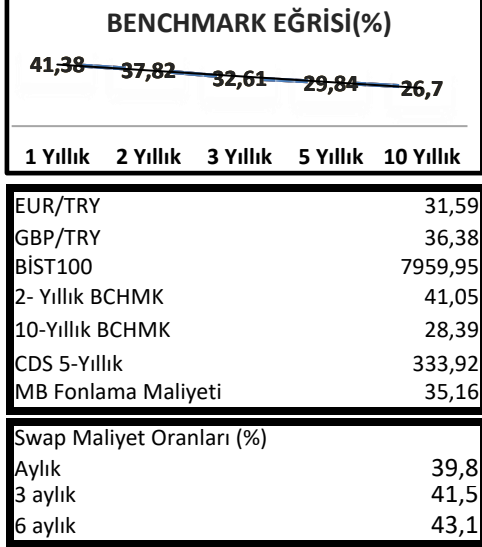 BENCHMARK EĞRİSİ(%)
41,38 37,82 32,61 29,84 26,7
1 Yıllık 2 Yıllık 3 Yıllık 5 Yıllık 10 Yıllık
EUR/TRY 31,59
GBP/TRY 36,38
BİST100 7959,95
2- Yıllık BCHMK 41,05
10-Yıllık BCHMK 28,39
CDS 5-Yıllık 333,92
MB Fonlama Maliyeti 35,16
Swap Maliyet Oranları (%)
Aylık 39,8
3 aylık 41,5
6 aylık 43,1